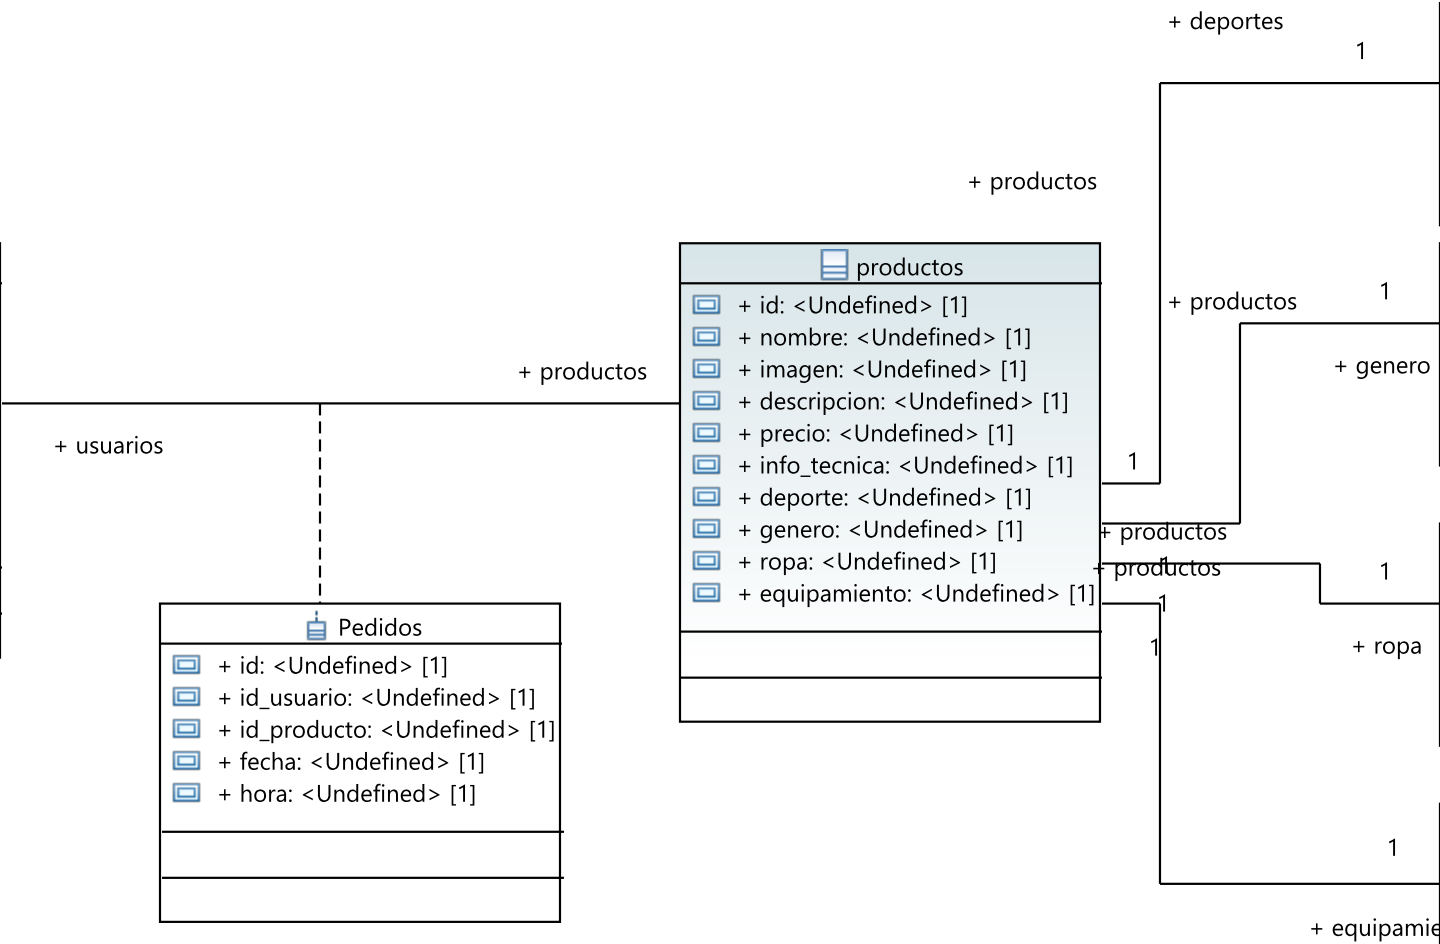 + deportes
1
+ productos
productos
+ id: <Undefined> [1]
+ nombre: <Undefined> [1]
+ imagen: <Undefined> [1]
+ descripcion: <Undefined> [1]
+ precio: <Undefined> [1]
+ info_tecnica: <Undefined> [1]
+ deporte: <Undefined> [1]
+ genero: <Undefined> [1]
+ ropa: <Undefined> [1]
+ equipamiento: <Undefined> [1]
+ productos
1
+ genero
+ productos
+ usuarios
1
+ productos
+ productos
1
1
1
1
+ ropa
Pedidos
+ id: <Undefined> [1]
+ id_usuario: <Undefined> [1]
+ id_producto: <Undefined> [1]
+ fecha: <Undefined> [1]
+ hora: <Undefined> [1]
1
+ equipamie